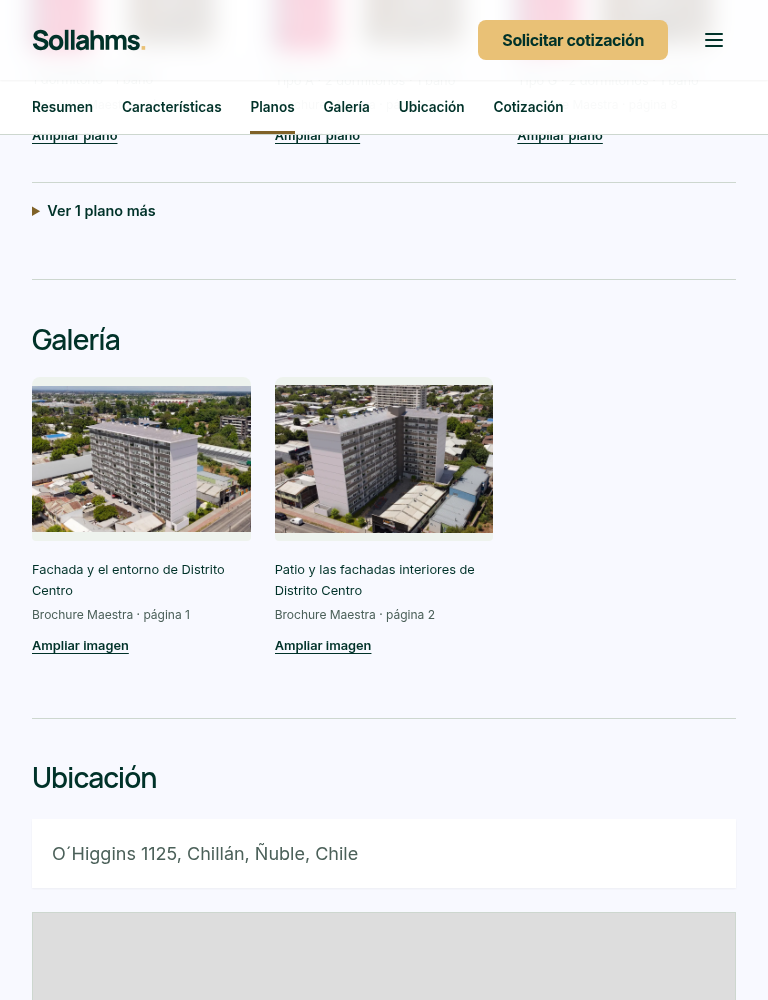 Sollahms.
Solicitar cotización
Resumen
Características
Planos
Galería
Ubicación
Cotización
Ampliar plano
Ampliar plano
Ampliar plano
Ver 1 plano más
Galería
Fachada y el entorno de Distrito
Centro
Brochure Maestra · página 1
Ampliar imagen
Patio y las fachadas interiores de
Distrito Centro
Brochure Maestra · página 2
Ampliar imagen
Ubicación
O´Higgins 1125, Chillán, Ñuble, Chile